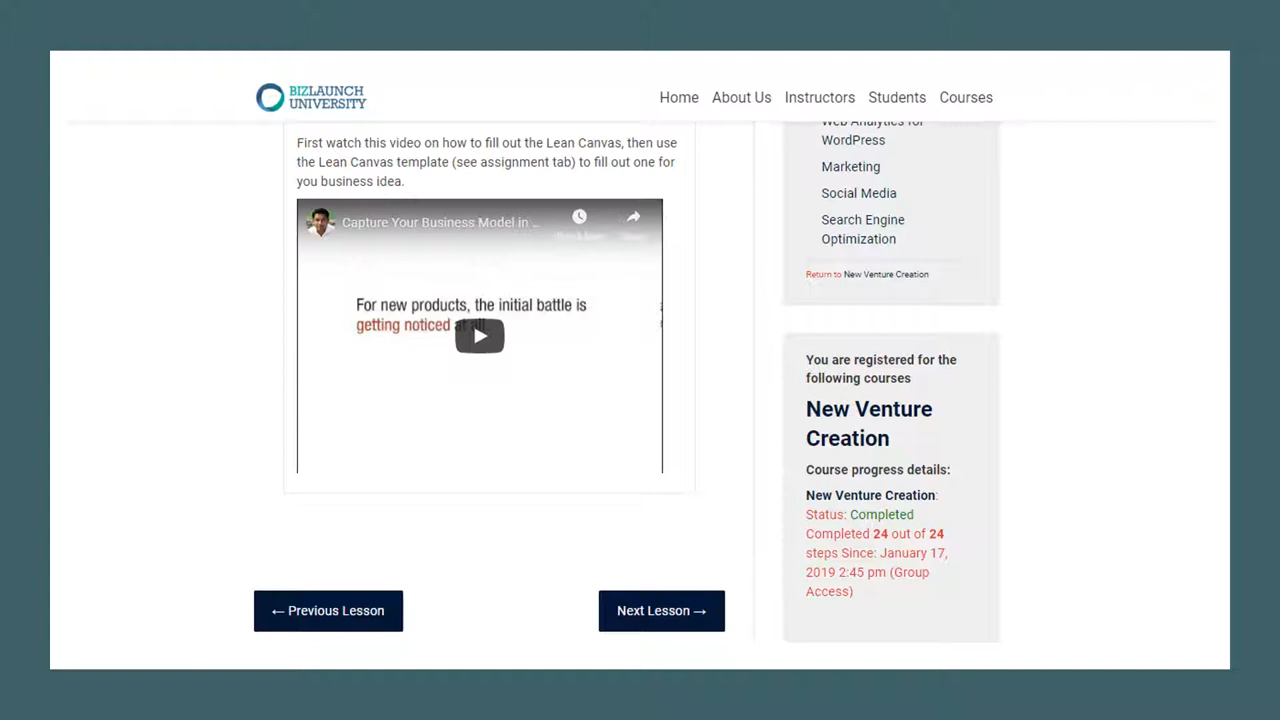 BIZLAUNCH
UNIVERSITY
Home About Us Instructors Students Courses
First watch this video on how to fill out the Lean Canvas, then use
the Lean Canvas template (see assignment tab) to fill out one for
you business idea.
Capture Your Business Model in ...
For new products, the initial battle is
getting noticed at all.
← Previous Lesson
Next Lesson →
Web Analytics for
WordPress
Marketing
Social Media
Search Engine
Optimization
Return to New Venture Creation
You are registered for the
following courses
New Venture
Creation
Course progress details:
New Venture Creation:
Status: Completed
Completed 24 out of 24
steps Since: January 17,
2019 2:45 pm (Group
Access)